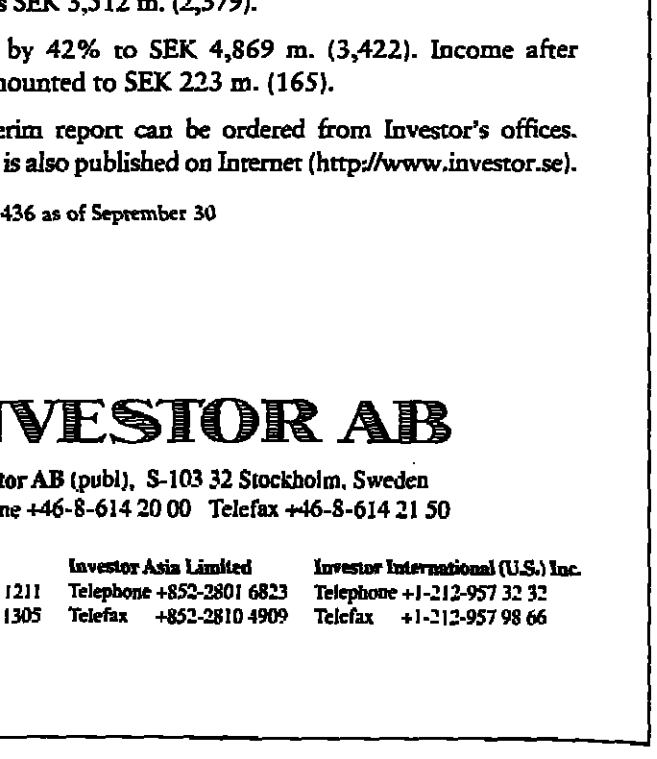 s SEK 3,512 m. (2,379).
by 42% to SEK 4,869 m. (3,422). Income after
nounted to SEK 223 m. (165).
erim report can be ordered from Investor's offices.
is also published on Internet (http://www.investor.se).
436 as of September 30
NVESTOR AB
tor AB (publ), S-103 32 Stockholm, Sweden
ne +46-8-614 20 00 Telefax +46-8-614 21 50
Investor Asia Limited Investor International (U.S.) Inc.
1211 Telephone +852-2801 6823 Telephone +1-212-957 32 32
1305 Telefax +852-2810 4909 Telefax +1-212-957 98 66